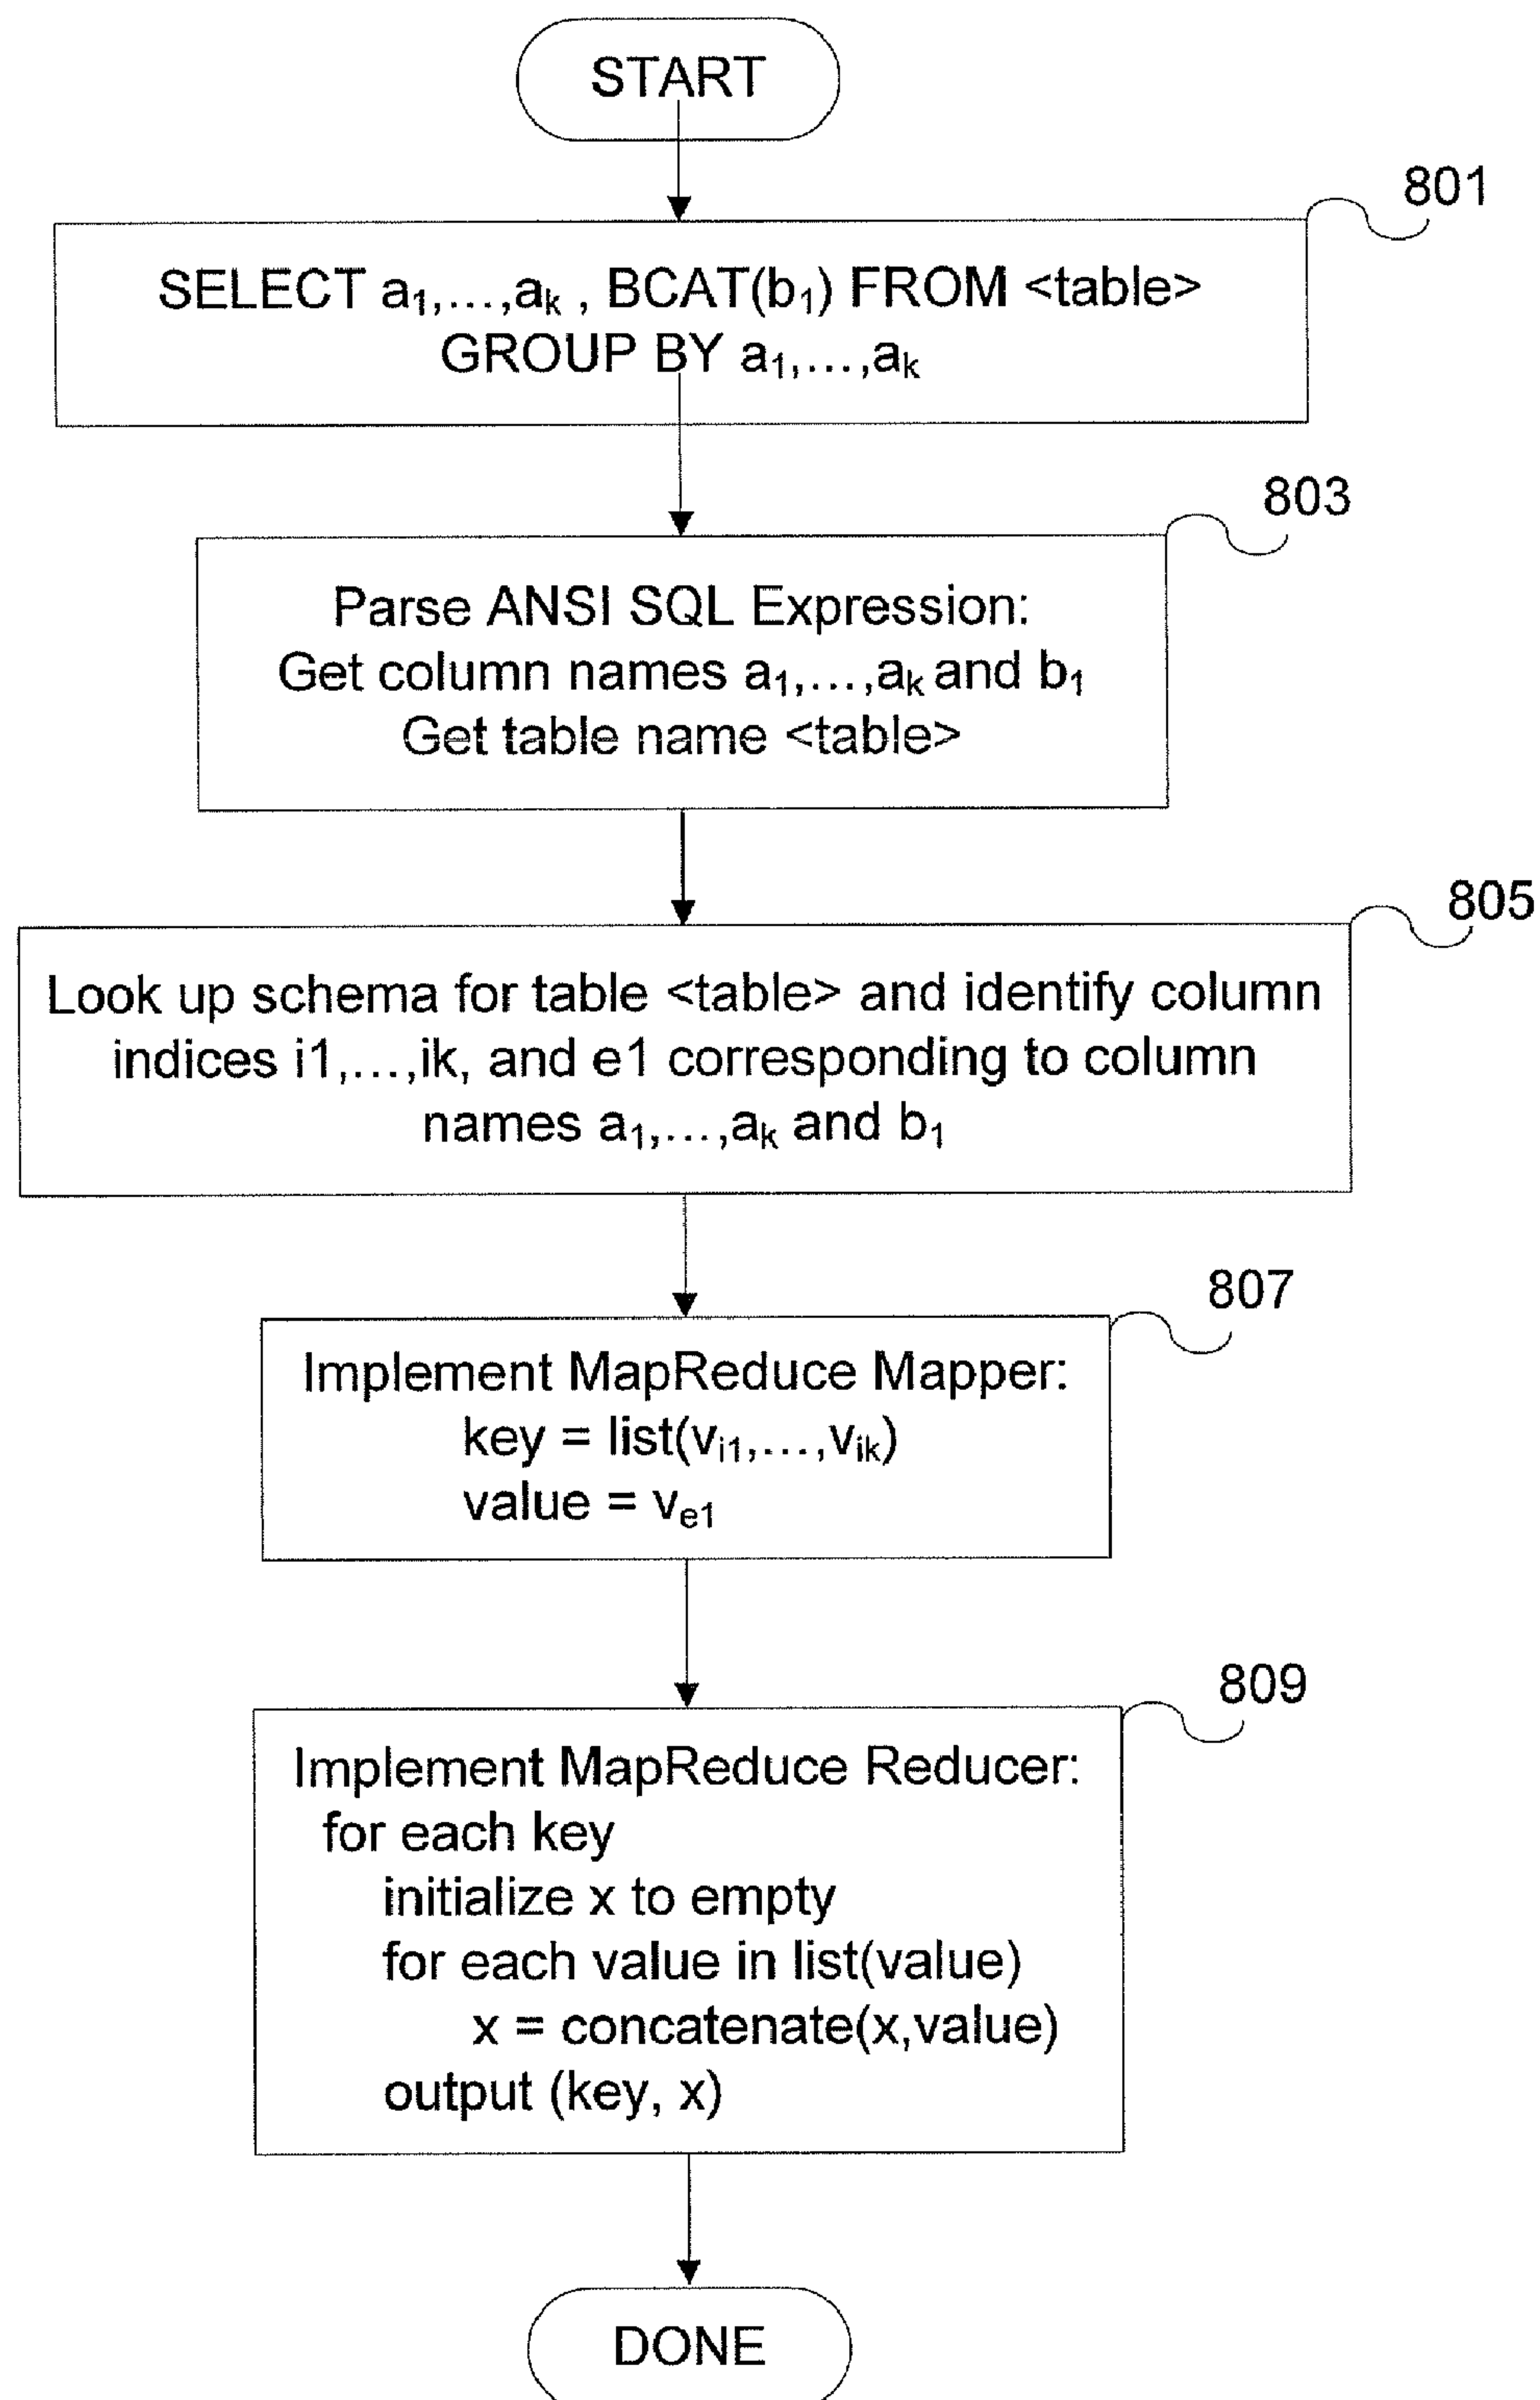 START
801
SELECT a₁,...,aₖ , BCAT(b₁) FROM <table>
GROUP BY a₁,...,aₖ
803
Parse ANSI SQL Expression:
Get column names a₁,...,aₖ and b₁
Get table name <table>
805
Look up schema for table <table> and identify column
indices i1,...,ik, and e1 corresponding to column
names a₁,...,aₖ and b₁
807
Implement MapReduce Mapper:
key = list(vᵢ₁,...,vᵢₖ)
value = vₑ₁
809
Implement MapReduce Reducer:
for each key
initialize x to empty
for each value in list(value)
x = concatenate(x,value)
output (key, x)
DONE